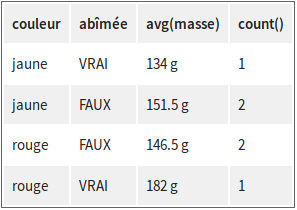 couleur abîmée avg(masse) count()
jaune VRAI 134 g 1
jaune FAUX 151.5 g 2
rouge FAUX 146.5 g 2
rouge VRAI 182 g 1